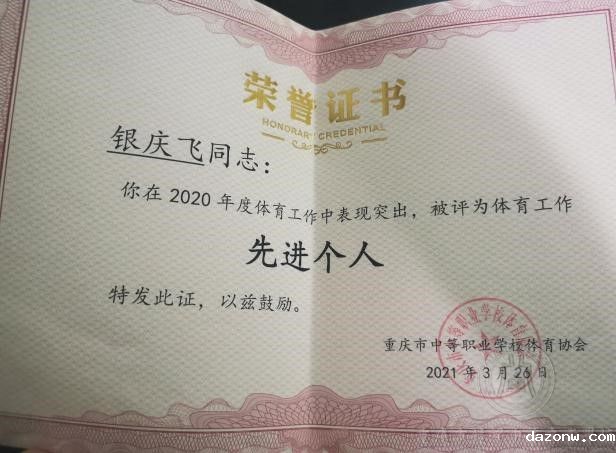 荣誉证书
HONORARY CREDENTIAL
银庆飞同志：
你在2020年度体育工作中表现突出，被评为体育工作
先进个人
特发此证，以兹鼓励。
重庆市中等职业学校体育协会
2021年3月26日
dazonw.com